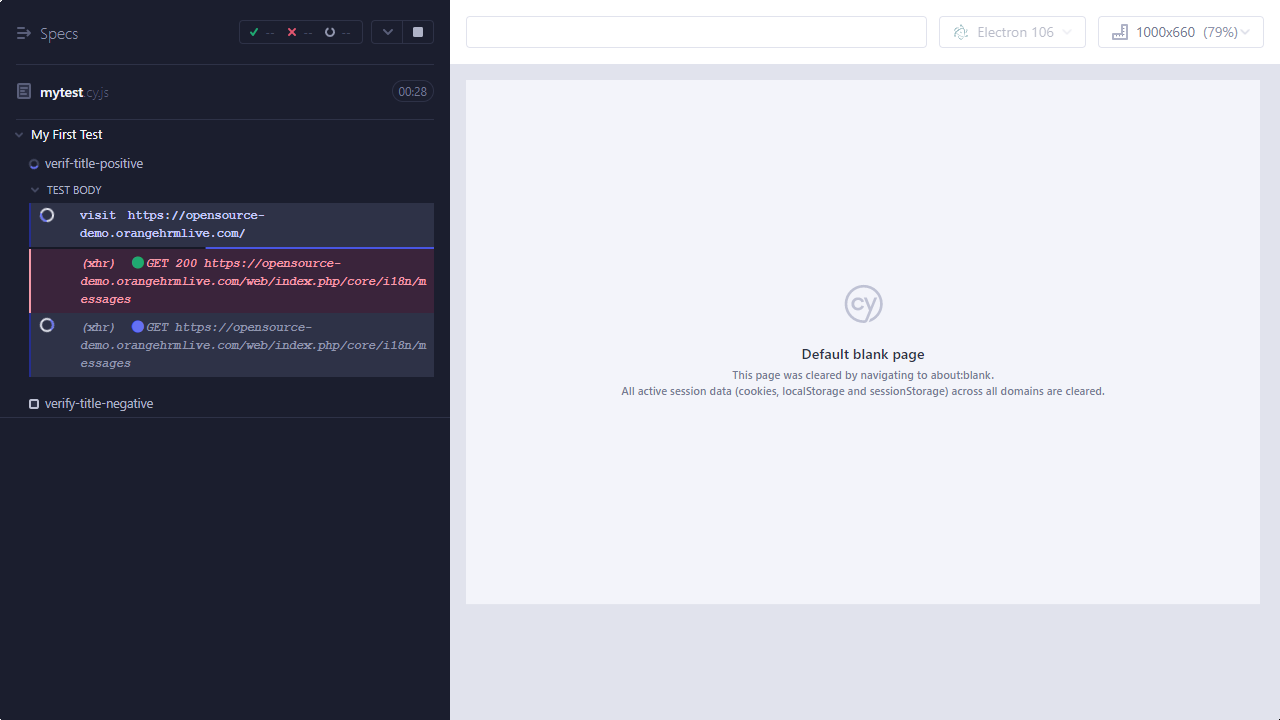 Specs
-- -- --
Electron 106
1000x660 (79%)
mytest.cy.js
00:28
My First Test
verif-title-positive
TEST BODY
visit https://opensource-
demo.orangehrmlive.com/
(xhr) GET 200 https://opensource-
demo.orangehrmlive.com/web/index.php/core/i18n/m
essages
(xhr) GET https://opensource-
demo.orangehrmlive.com/web/index.php/core/i18n/m
essages
verify-title-negative
cy
Default blank page
This page was cleared by navigating to about:blank.
All active session data (cookies, localStorage and sessionStorage) across all domains are cleared.